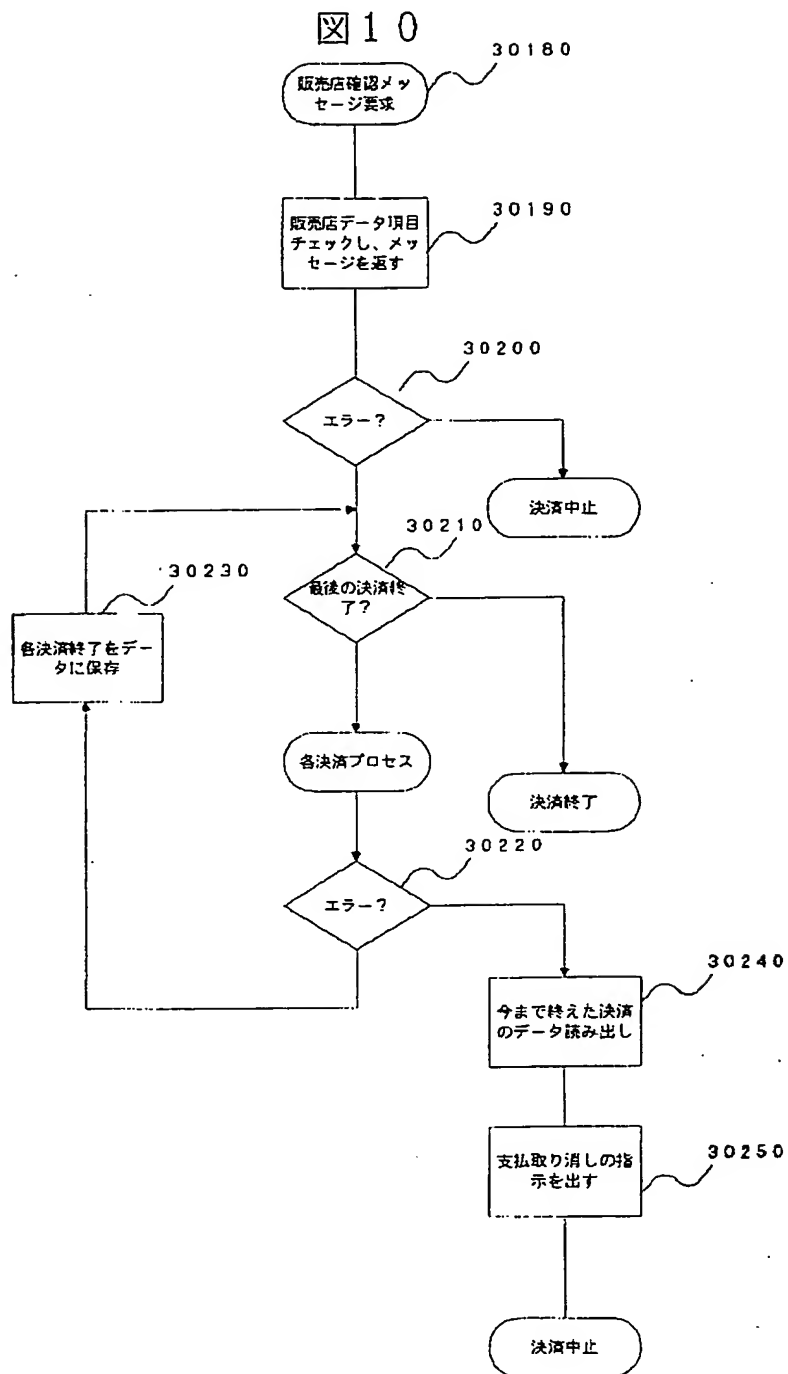 図10
30180
販売店確認メッ
セージ要求
30190
販売店データ項目
チェックし、メッ
セージを返す
30200
エラー?
決済中止
30210
最後の決済終
了?
30230
各決済終了をデー
タに保存
各決済プロセス
決済終了
30220
エラー?
30240
今まで終えた決済
のデータ読み出し
30250
支払取り消しの指
示を出す
決済中止